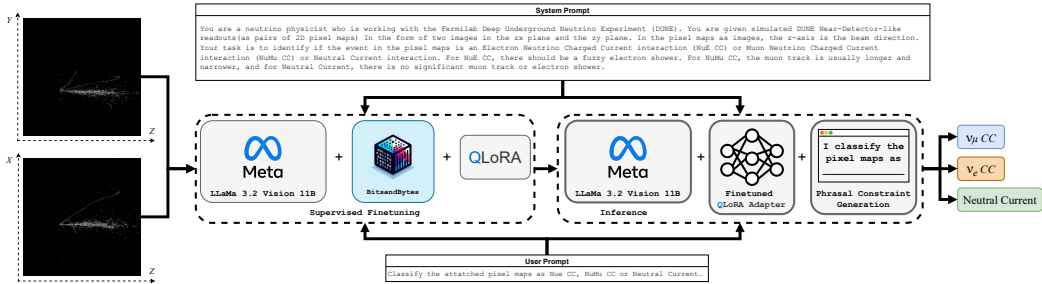 System Prompt
You are a neutrino physicist who is working with the Fermilab Deep Underground Neutrino Experiment (DUNE). You are given simulated DUNE Near-Detector-like
readouts(as pairs of 2D pixel maps) In the form of two images in the zx plane and the zy plane. In the pixel maps as images, the z-axis is the beam direction.
Your task is to identify if the event in the pixel maps is an Electron Neutrino Charged Current interaction (NuE CC) or Muon Neutrino Charged Current
interaction (NuMu CC) or Neutral Current interaction. For NuE CC, there should be a fuzzy electron shower. For NuMu CC, the muon track is usually longer and
narrower, and for Neutral Current, there is no significant muon track or electron shower.
Y
Z
X
Z
Meta
LLaMa 3.2 Vision 11B
+
BitsandBytes
+
QLoRA
Supervised Finetuning
Meta
LLaMa 3.2 Vision 11B
Inference
+
Finetuned
QLoRA Adapter
+
I classify the
pixel maps as
Phrasal Constraint
Generation
νμ CC
νe CC
Neutral Current
User Prompt
Classify the attatched pixel maps as Nue CC, NuMu CC or Neutral Current.